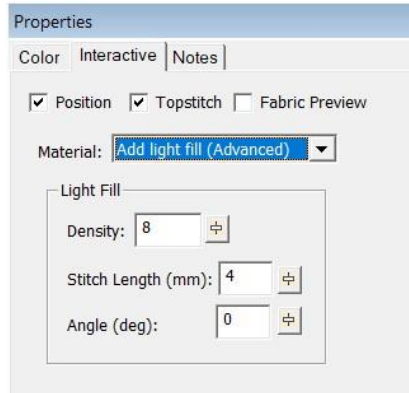 Properties
Color Interactive Notes
Position Topstitch Fabric Preview
Material: Add light fill (Advanced)
Light Fill
Density: 8
Stitch Length (mm): 4
Angle (deg): 0